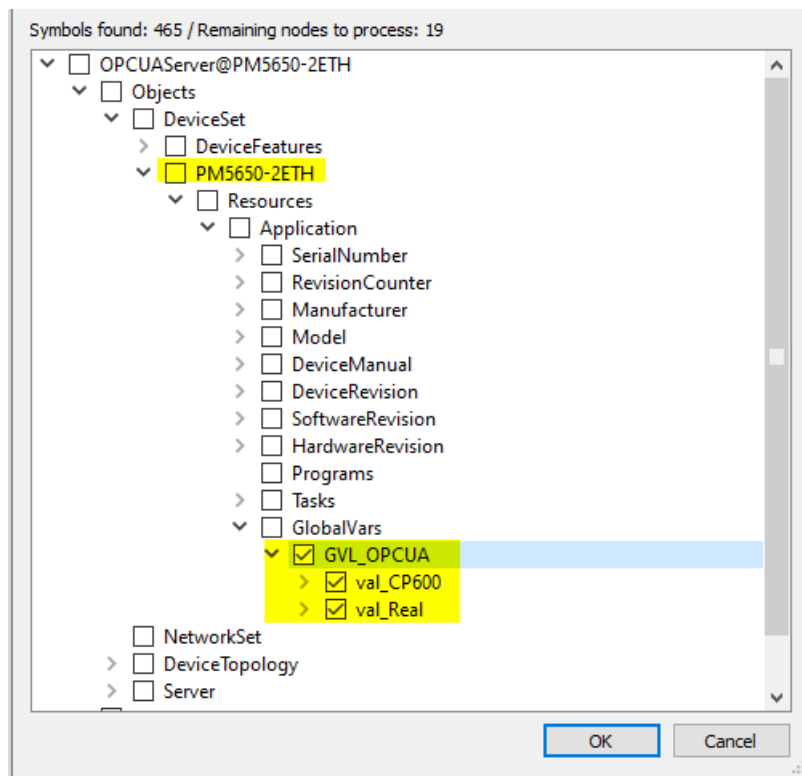 Symbols found: 465 / Remaining nodes to process: 19
OPCUAServer@PM5650-2ETH
Objects
DeviceSet
DeviceFeatures
PM5650-2ETH
Resources
Application
SerialNumber
RevisionCounter
Manufacturer
Model
DeviceManual
DeviceRevision
SoftwareRevision
HardwareRevision
Programs
Tasks
GlobalVars
GVL_OPCUA
val_CP600
val_Real
NetworkSet
DeviceTopology
Server
OK Cancel